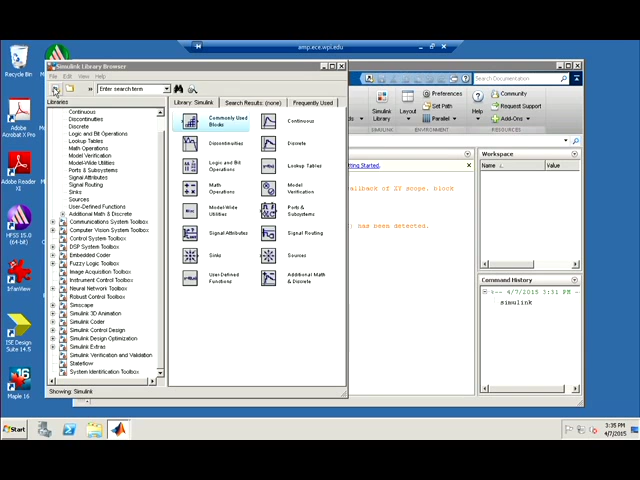 amp.ece.wpi.edu
Recycle Bin
Adobe Acrobat X Pro
Adobe Reader XI
HFSS 15.0 (64-bit)
IrfanView
ISE Design Suite 14.5
Maple 16
Simulink Library Browser
File Edit View Help
Enter search term
Libraries
Library: Simulink
Search Results: (none)
Frequently Used
Continuous
Discontinuities
Discrete
Logic and Bit Operations
Lookup Tables
Math Operations
Model Verification
Model-Wide Utilities
Ports & Subsystems
Signal Attributes
Signal Routing
Sinks
Sources
User-Defined Functions
Additional Math & Discrete
Communications System Toolbox
Computer Vision System Toolbox
Control System Toolbox
DSP System Toolbox
Embedded Coder
Fuzzy Logic Toolbox
Image Acquisition Toolbox
Instrument Control Toolbox
Neural Network Toolbox
Robust Control Toolbox
Simscape
Simulink 3D Animation
Simulink Coder
Simulink Control Design
Simulink Design Optimization
Simulink Extras
Simulink Verification and Validation
Stateflow
System Identification Toolbox
Commonly Used Blocks
Continuous
Discontinuities
Discrete
Logic and Bit Operations
Lookup Tables
Math Operations
Model Verification
Model-Wide Utilities
Ports & Subsystems
Signal Attributes
Signal Routing
Sinks
Sources
User-Defined Functions
Additional Math & Discrete
Showing: Simulink
Search Documentation
Simulink Library
Layout
Preferences
Set Path
Parallel
Help
Community
Request Support
Add-Ons
SIMULINK
ENVIRONMENT
RESOURCES
tting Started.
allback of XY scope. block
; has been detected.
Workspace
Name
Value
Command History
%-- 4/7/2015 3:31 PM --
simulink
Start
3:35 PM
4/7/2015